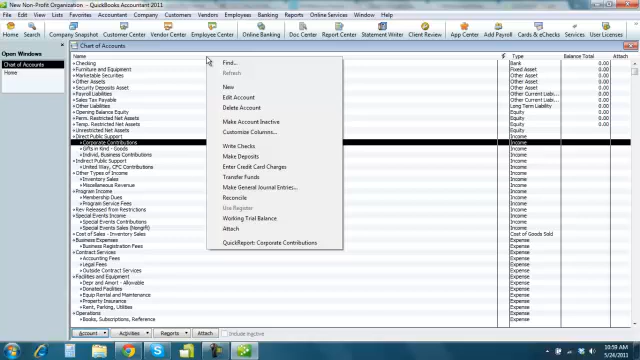 New Non-Profit Organization - QuickBooks Accountant 2011
File Edit View Lists Favorites Accountant Company Customers Vendors Employees Banking Reports Online Services Window Help
Home Search Company Snapshot Customer Center Vendor Center Employee Center Online Banking Doc Center Report Center Statement Writer Client Review App Center Add Payroll Cards & eChecks Services User Licenses
Open Windows
Chart of Accounts
Home
Chart of Accounts
Name Type Balance Total Attach
Checking Bank 0.00
Furniture and Equipment Fixed Asset 0.00
Marketable Securities Other Asset 0.00
Other Assets Other Asset 0.00
Security Deposits Asset Other Asset 0.00
Payroll Liabilities Other Current Liabi... 0.00
Sales Tax Payable Other Current Liabi... 0.00
Other Liabilities Long Term Liability 0.00
Opening Balance Equity Equity 0.00
Perm. Restricted Net Assets Equity 0.00
Temp. Restricted Net Assets Equity 0.00
Unrestricted Net Assets Equity
Direct Public Support Income
Corporate Contributions Income
Gifts in Kind - Goods Income
Individ, Business Contributions Income
Indirect Public Support Income
United Way, CFC Contributions Income
Other Types of Income Income
Inventory Sales Income
Miscellaneous Revenue Income
Program Income Income
Membership Dues Income
Program Service Fees Income
Rev Released from Restrictions Income
Special Events Income Income
Special Events Contributions Income
Special Events Sales (Nongift) Income
Cost of Sales - Inventory Sales Cost of Goods Sold
Business Expenses Expense
Business Registration Fees Expense
Contract Services Expense
Accounting Fees Expense
Legal Fees Expense
Outside Contract Services Expense
Facilities and Equipment Expense
Depr and Amort - Allowable Expense
Donated Facilities Expense
Equip Rental and Maintenance Expense
Property Insurance Expense
Rent, Parking, Utilities Expense
Operations Expense
Books, Subscriptions, Reference Expense
Find...
Refresh
New
Edit Account
Delete Account
Make Account Inactive
Customize Columns...
Write Checks
Make Deposits
Enter Credit Card Charges
Transfer Funds
Make General Journal Entries...
Reconcile
Use Register
Working Trial Balance
Attach
QuickReport: Corporate Contributions
Account Activities Reports Attach Include inactive
10:59 AM
5/24/2011